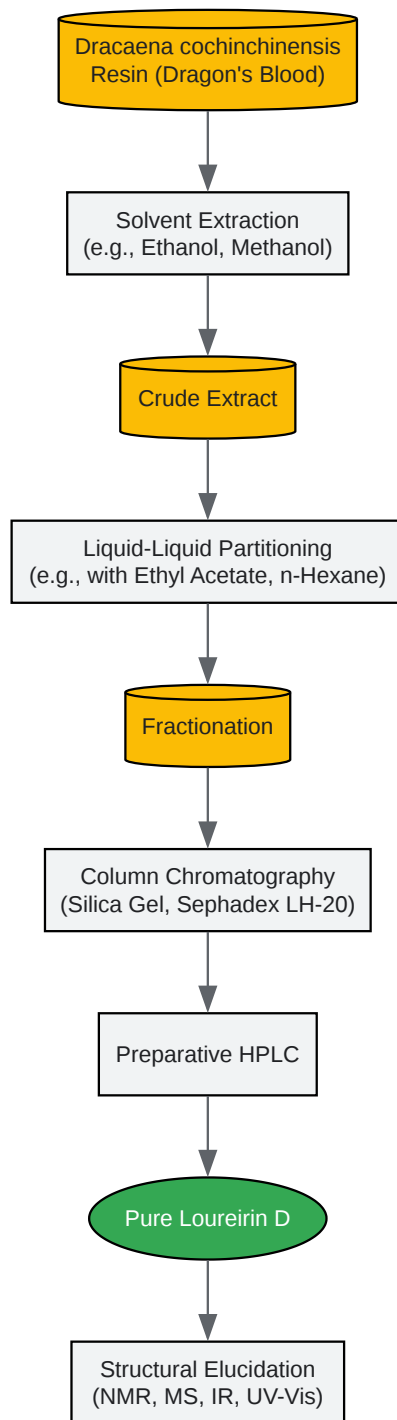 Dracaena cochinchinensis
Resin (Dragon's Blood)
Solvent Extraction
(e.g., Ethanol, Methanol)
Crude Extract
Liquid-Liquid Partitioning
(e.g., with Ethyl Acetate, n-Hexane)
Fractionation
Column Chromatography
(Silica Gel, Sephadex LH-20)
Preparative HPLC
Pure Loureirin D
Structural Elucidation
(NMR, MS, IR, UV-Vis)